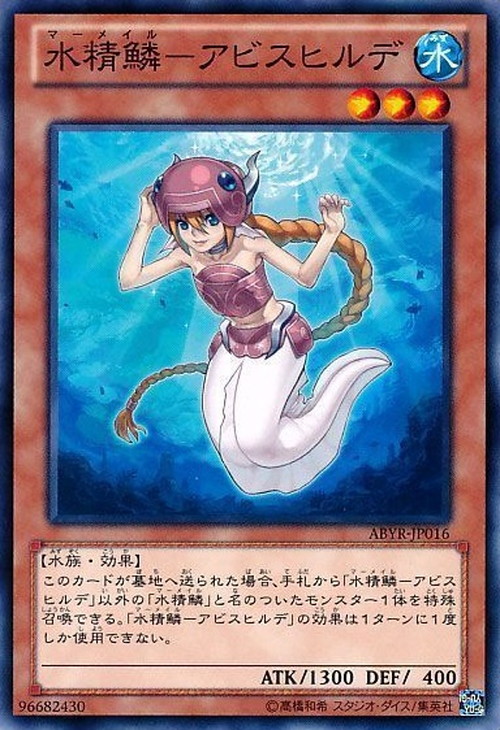 マーメイル
水精鱗－アビスヒルデ
みず
水
ABYR-JP016
【水族・効果】
このカードが墓地へ送られた場合、手札から「水精鱗－アビス
ヒルデ」以外の「水精鱗」と名のついたモンスター１体を特殊
召喚できる。「水精鱗－アビスヒルデ」の効果は１ターンに１度
しか使用できない。
ATK/1300 DEF/ 400
96682430
©高橋和希 スタジオ・ダイス/集英社